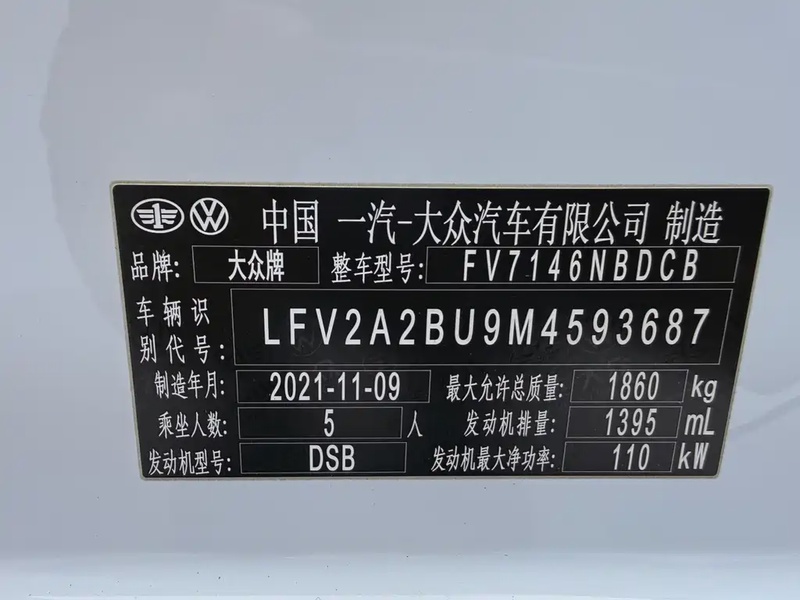 中国 一汽-大众汽车有限公司 制造
品牌: 大众牌 整车型号: FV7146NBDCB
车辆识别代号: LFV2A2BU9M4593687
制造年月: 2021-11-09 最大允许总质量: 1860 kg
乘坐人数: 5 人 发动机排量: 1395 mL
发动机型号: DSB 发动机最大净功率: 110 kW